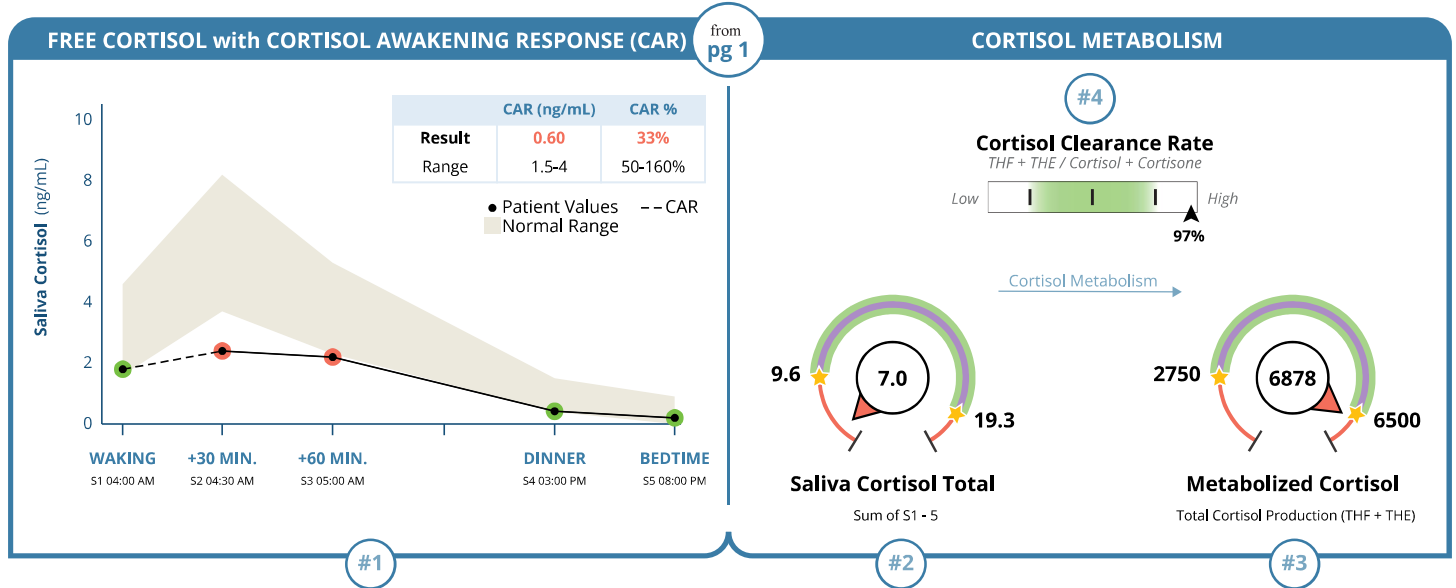 FREE CORTISOL with CORTISOL AWAKENING RESPONSE (CAR)
from
pg 1
CORTISOL METABOLISM
Saliva Cortisol (ng/mL)
10
8
6
4
2
0
CAR (ng/mL) CAR %
Result 0.60 33%
Range 1.5-4 50-160%
Patient Values CAR
Normal Range
WAKING +30 MIN. +60 MIN. DINNER BEDTIME
S1 04:00 AM S2 04:30 AM S3 05:00 AM S4 03:00 PM S5 08:00 PM
#1
#4
Cortisol Clearance Rate
THF + THE / Cortisol + Cortisone
Low High
97%
Cortisol Metabolism
9.6 7.0 19.3
Saliva Cortisol Total
Sum of S1 - 5
#2
2750 6878 6500
Metabolized Cortisol
Total Cortisol Production (THF + THE)
#3